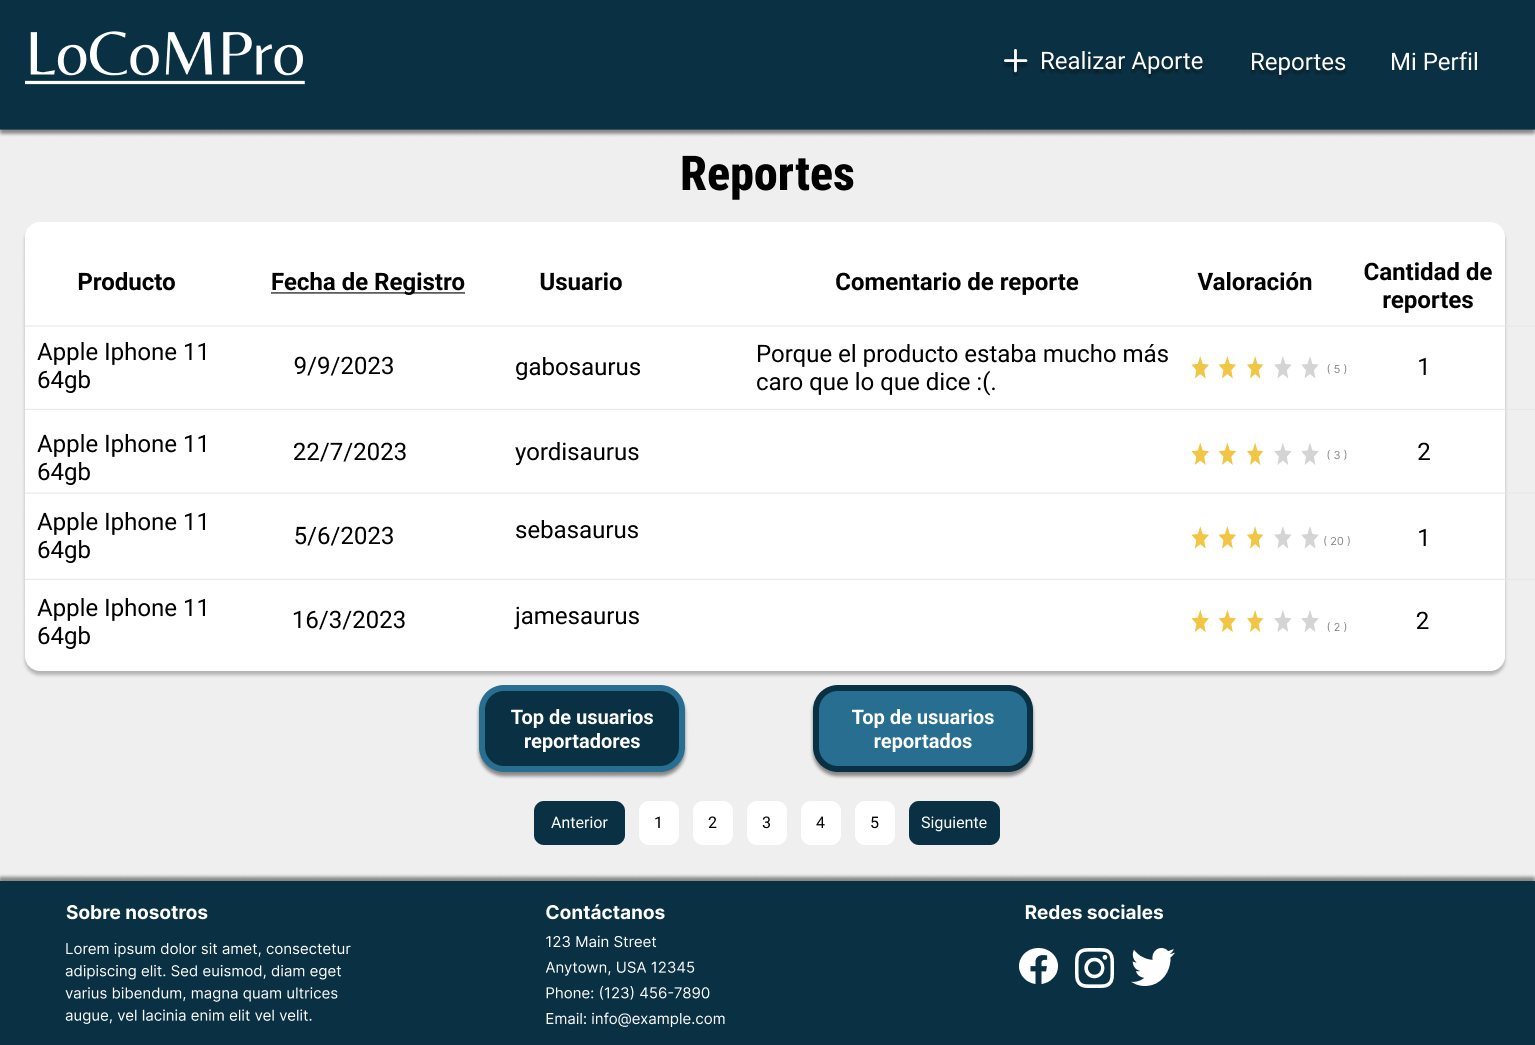 LoCoMPro
Realizar Aporte
Reportes
Mi Perfil
Reportes
Producto
Fecha de Registro
Usuario
Comentario de reporte
Valoración
Cantidad de
reportes
Apple Iphone 11
64gb
9/9/2023
gabosaurus
Porque el producto estaba mucho más
caro que lo que dice :(.
( 5 )
1
Apple Iphone 11
64gb
22/7/2023
yordisaurus
( 3 )
2
Apple Iphone 11
64gb
5/6/2023
sebasaurus
( 20 )
1
Apple Iphone 11
64gb
16/3/2023
jamesaurus
( 2 )
2
Top de usuarios
reportadores
Top de usuarios
reportados
Anterior
1
2
3
4
5
Siguiente
Sobre nosotros
Lorem ipsum dolor sit amet, consectetur
adipiscing elit. Sed euismod, diam eget
varius bibendum, magna quam ultrices
augue, vel lacinia enim elit vel velit.
Contáctanos
123 Main Street
Anytown, USA 12345
Phone: (123) 456-7890
Email: info@example.com
Redes sociales